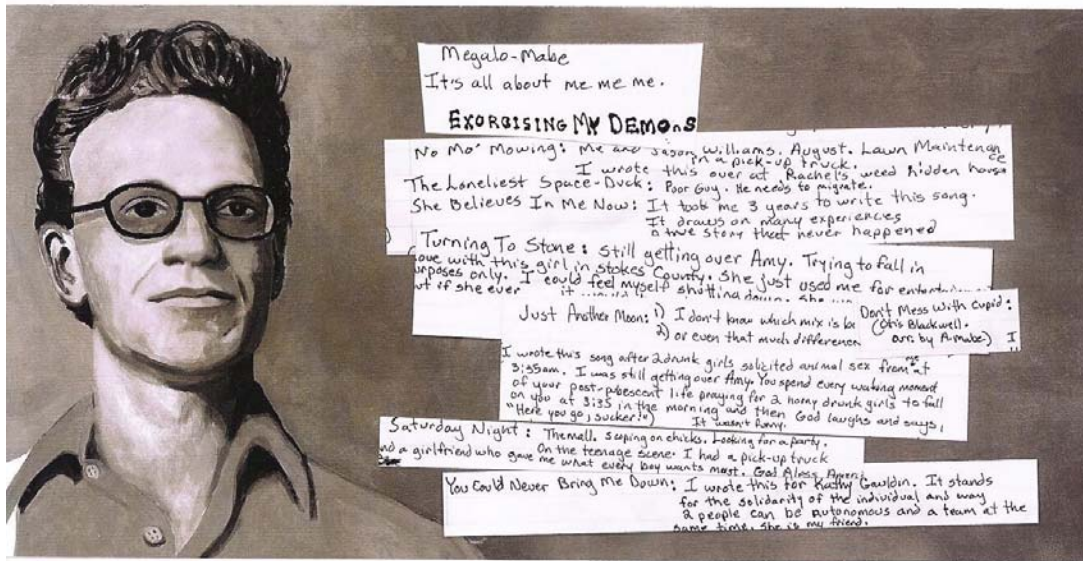 Megalo-Mabe
It's all about me me me.
EXORCISING MY DEMONS
No Mo' Mowing: Me and Jason Williams. August. Lawn Maintenance
in a pick-up truck.
I wrote this over at Rachel's weed hidden house
The Loneliest Space-Duck: Poor Guy. He needs to migrate.
She Believes In Me Now: It took me 3 years to write this song.
It draws on many experiences
a true story that never happened
Turning To Stone: Still getting over Amy. Trying to fall in
love with this girl in Stokes County. She just used me for
purposes only. I could feel myself shutting down. She
but if she ever
Just Another Moon: 1) I don't know which mix is
2) or even that much difference
Don't Mess With Cupid:
(Otis Blackwell.
arr. by A. Mabe)
I wrote this song after 2 drunk girls solicited animal sex from me at
3:35am. I was still getting over Amy. You spend every waking moment
of your post-pubescent life praying for 2 horny drunk girls to fall
on you at 3:35 in the morning and then God laughs and says,
"Here you go, sucker!") It wasn't funny.
Saturday Night: The mall. Scoping on chicks. Looking for a party.
On the teenage scene. I had a pick-up truck
and a girlfriend who gave me what every boy wants most. God Bless
You Could Never Bring Me Down: I wrote this for Kathy Gauldin. It stands
for the solidarity of the individual and way
2 people can be autonomous and a team at the
same time. She is my friend.